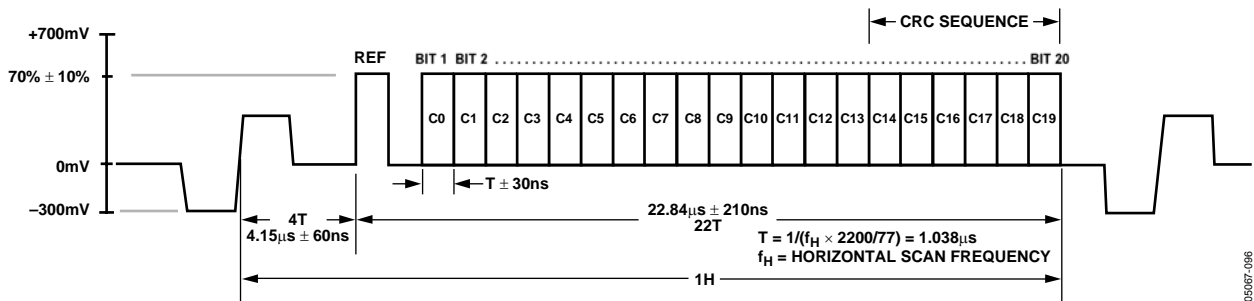 CRC SEQUENCE
+700mV
REF
BIT 1 BIT 2 BIT 20
70% ± 10%
C0 C1 C2 C3 C4 C5 C6 C7 C8 C9 C10 C11 C12 C13 C14 C15 C16 C17 C18 C19
0mV
T ± 30ns
–300mV
4T
4.15µs ± 60ns
22.84µs ± 210ns
22T
T = 1/(fH × 2200/77) = 1.038µs
fH = HORIZONTAL SCAN FREQUENCY
1H
05067-096